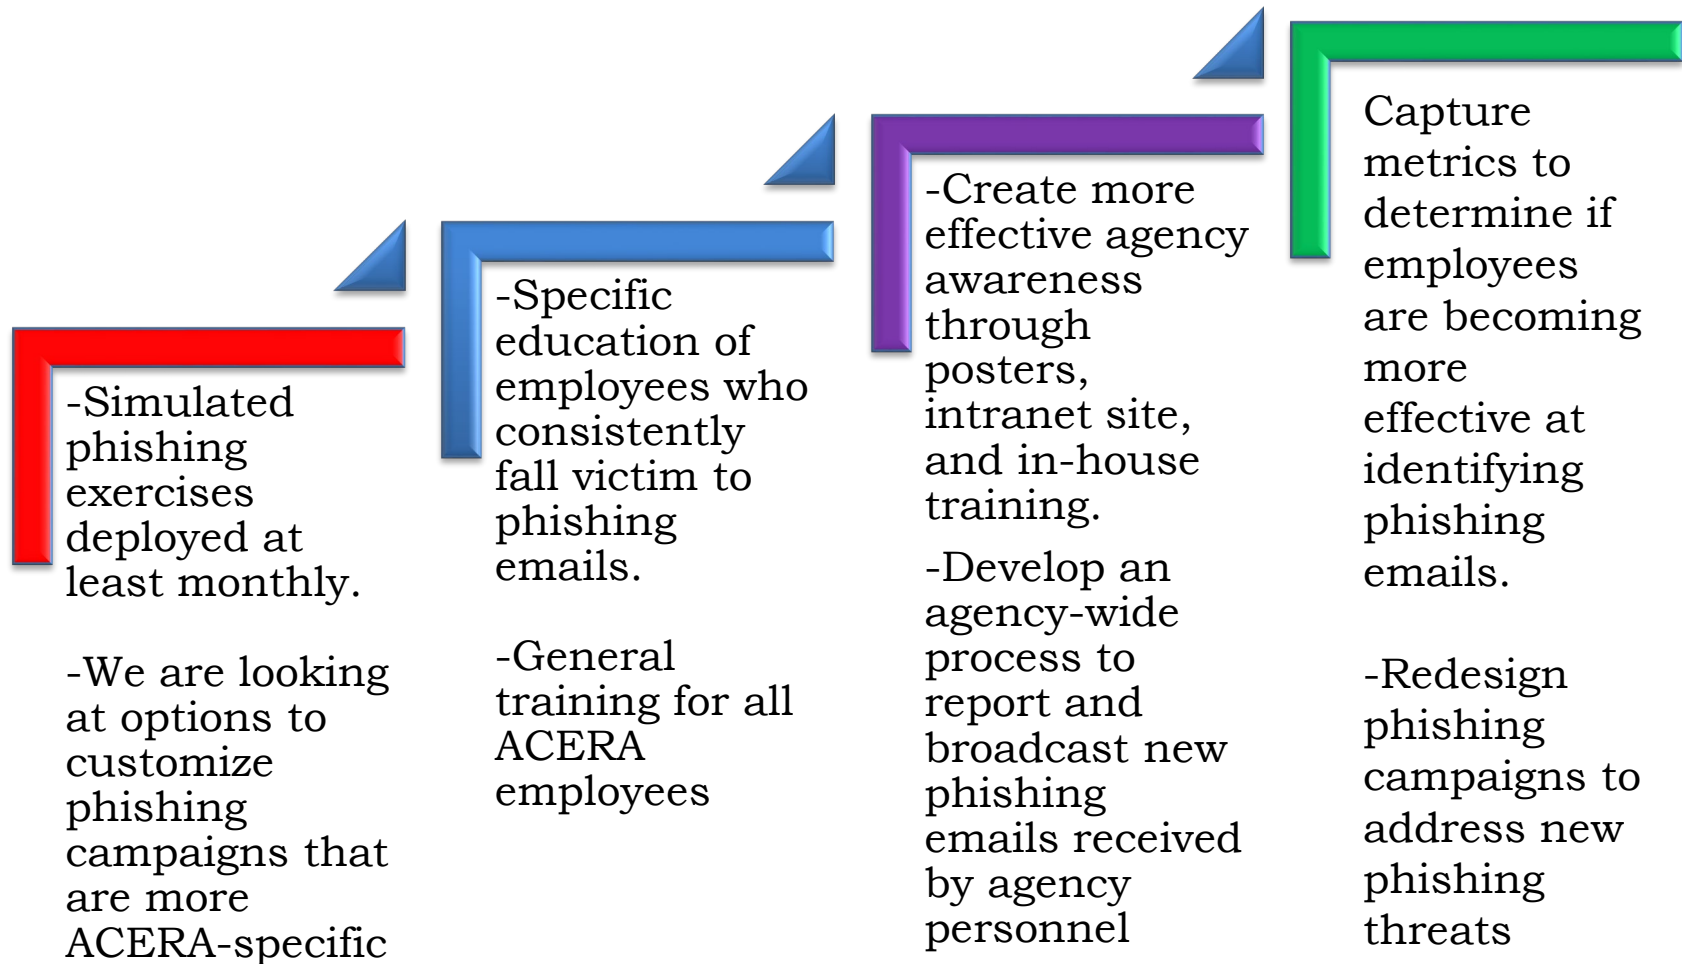 -Simulated
phishing
exercises
deployed at
least monthly.
-We are looking
at options to
customize
phishing
campaigns that
are more
ACERA-specific
-Specific
education of
employees who
consistently
fall victim to
phishing
emails.
-General
training for all
ACERA
employees
-Create more
effective agency
awareness
through
posters,
intranet site,
and in-house
training.
-Develop an
agency-wide
process to
report and
broadcast new
phishing
emails received
by agency
personnel
Capture
metrics to
determine if
employees
are becoming
more
effective at
identifying
phishing
emails.
-Redesign
phishing
campaigns to
address new
phishing
threats